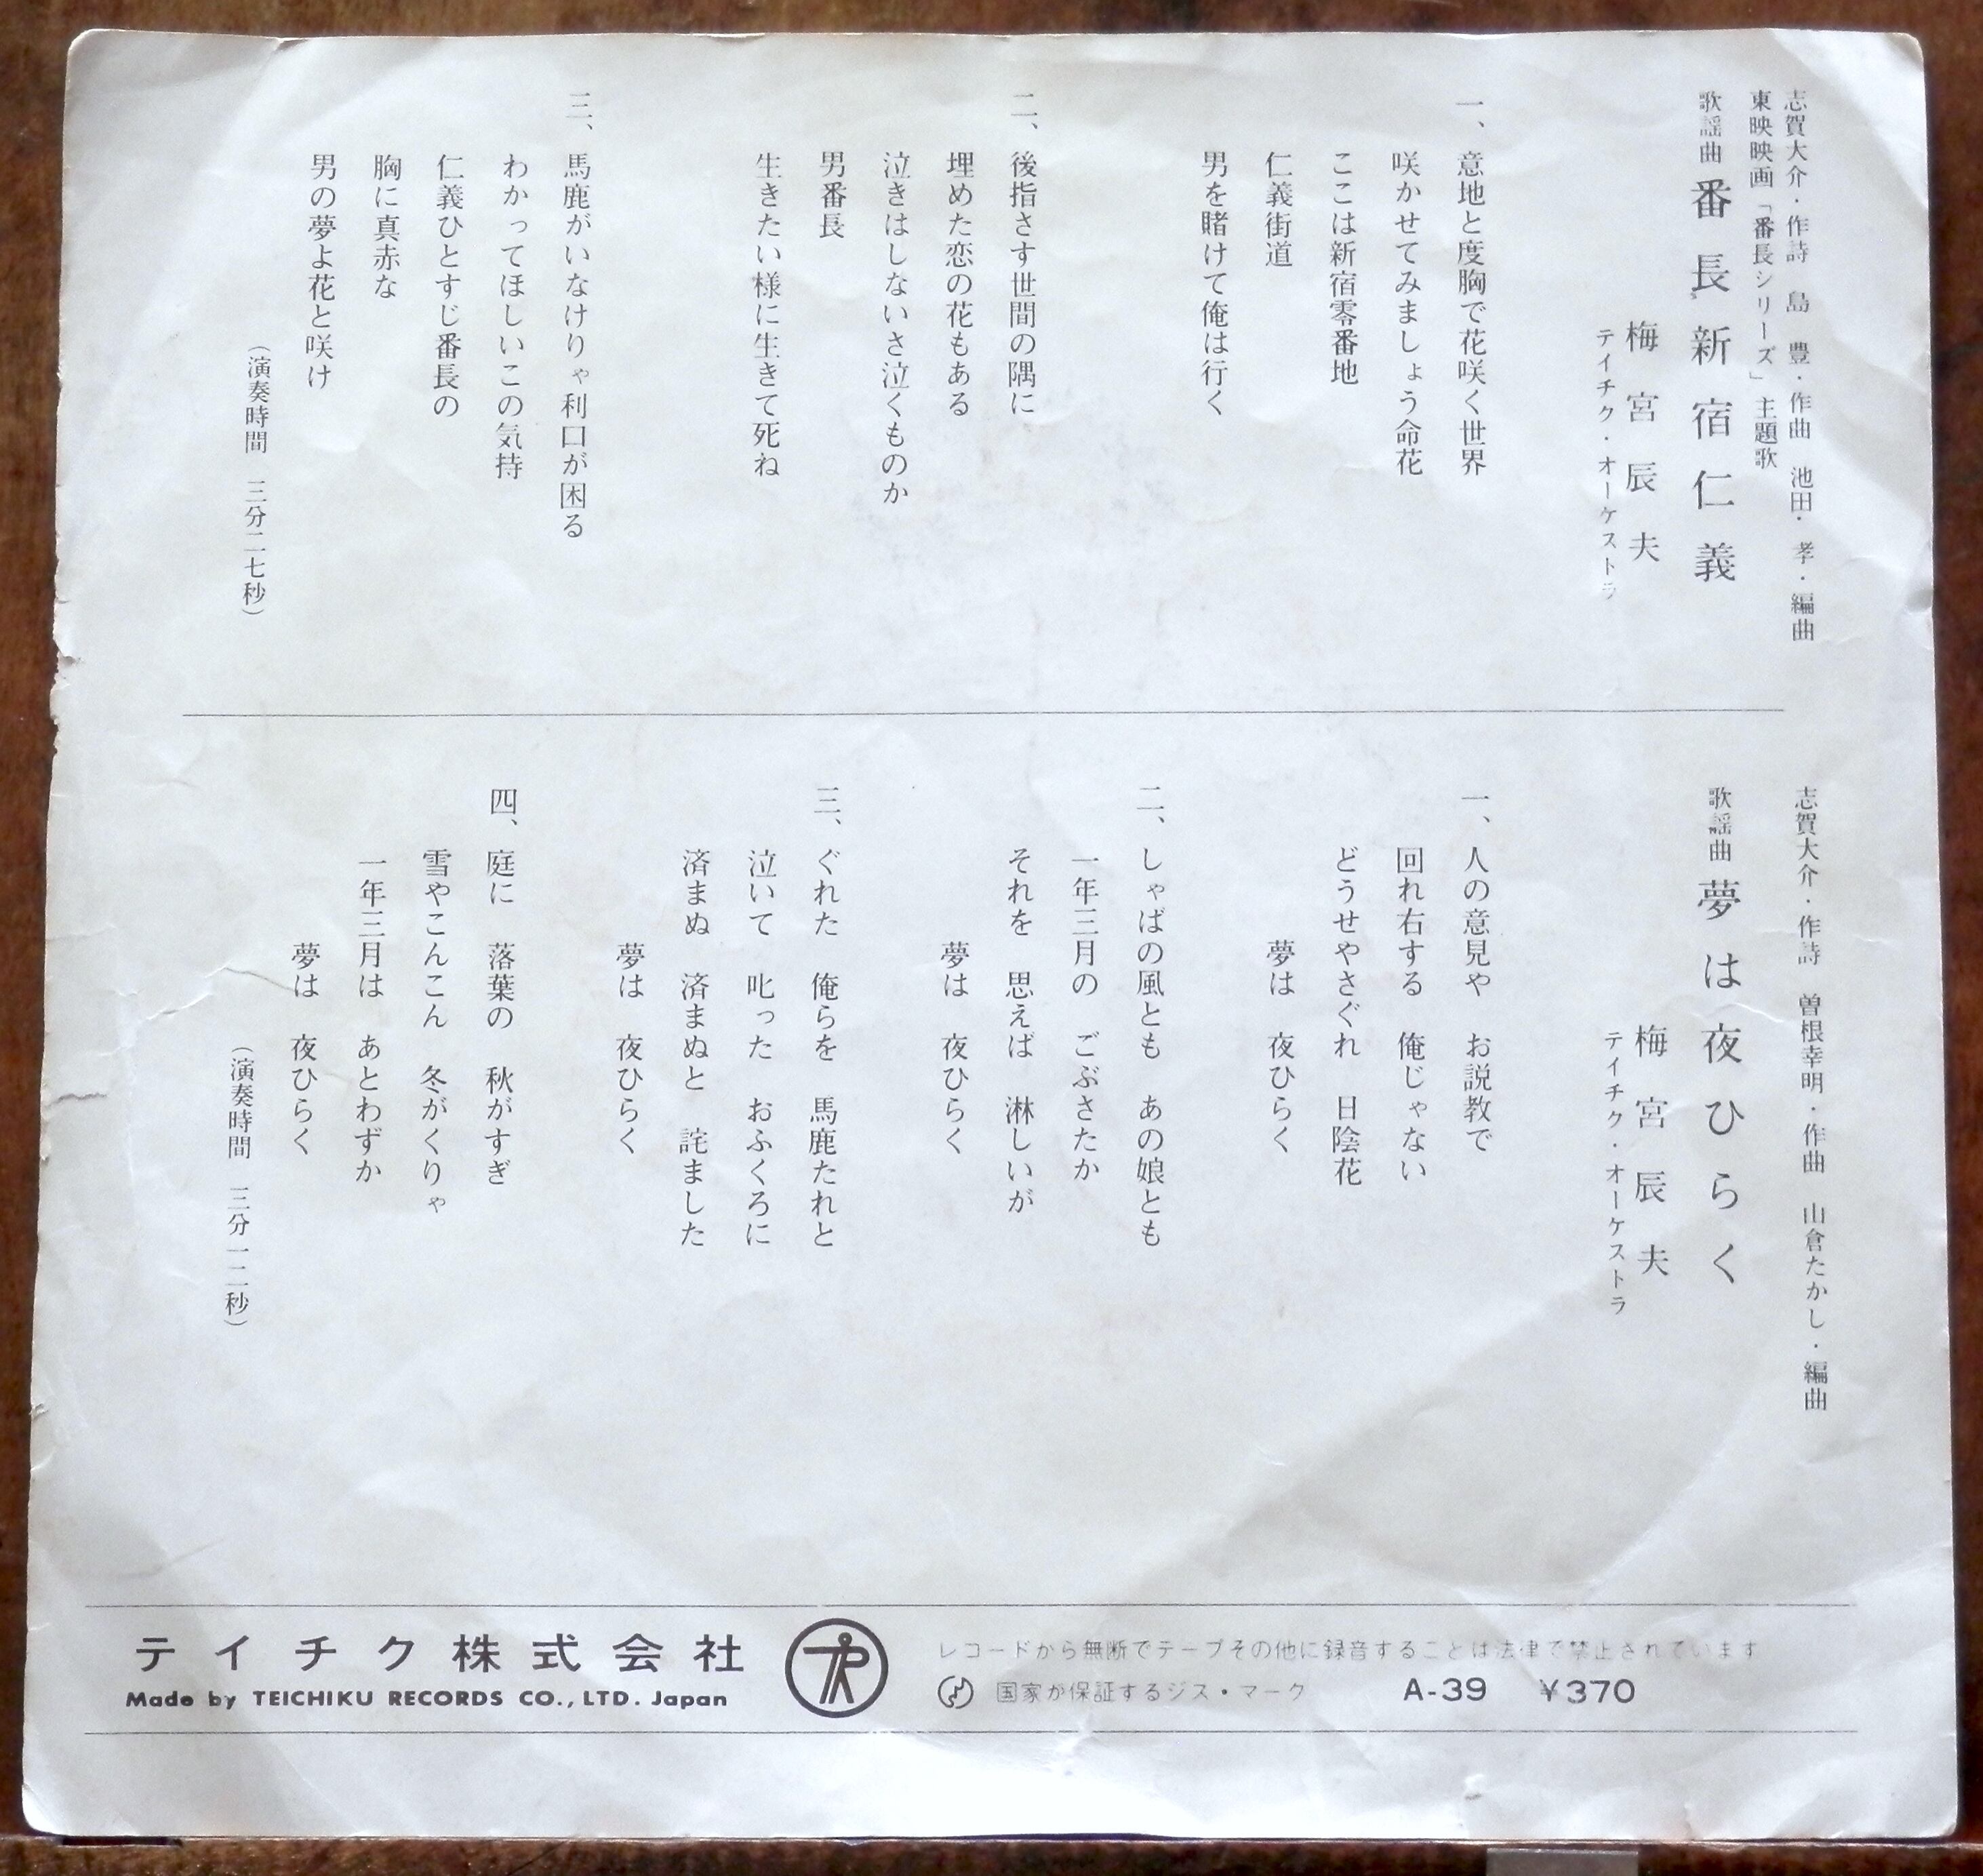 志賀大介・作詩　島　豊・作曲　池田　孝・編曲
東映映画「番長シリーズ」主題歌
歌謡曲 番長新宿仁義
梅宮辰夫
テイチク・オーケストラ
一、意地と度胸で花咲く世界
咲かせてみましょう命花
ここは新宿零番地
仁義街道
男を賭けて俺は行く
二、後指さす世間の隅に
埋めた恋の花もある
泣きはしないさ泣くものか
男番長
生きたい様に生きて死ね
三、馬鹿がいなけりゃ利口が困る
わかってほしいこの気持
仁義ひとすじ番長の
胸に真赤な
男の夢よ花と咲け
（演奏時間　三分二七秒）
志賀大介・作詩　曽根幸明・作曲　山倉たかし・編曲
歌謡曲 夢は夜ひらく
梅宮辰夫
テイチク・オーケストラ
一、人の意見や　お説教で
回れ右する　俺じゃない
どうせやさぐれ　日陰花
夢は　夜ひらく
二、しゃばの風とも　あの娘とも
一年三月の　ごぶさたか
それを　思えば　淋しいが
夢は　夜ひらく
三、ぐれた　俺らを　馬鹿たれと
泣いて　叱った　おふくろに
済まぬ　済まぬと　詫ました
夢は　夜ひらく
四、庭に　落葉の　秋がすぎ
雪やこんこん　冬がくりゃ
一年三月は　あとわずか
夢は　夜ひらく
（演奏時間　三分一二秒）
テイチク株式会社
Made by TEICHIKU RECORDS CO., LTD. Japan
レコードから無断でテープその他に録音することは法律で禁止されています
国家が保証するジス・マーク　A-39　¥370